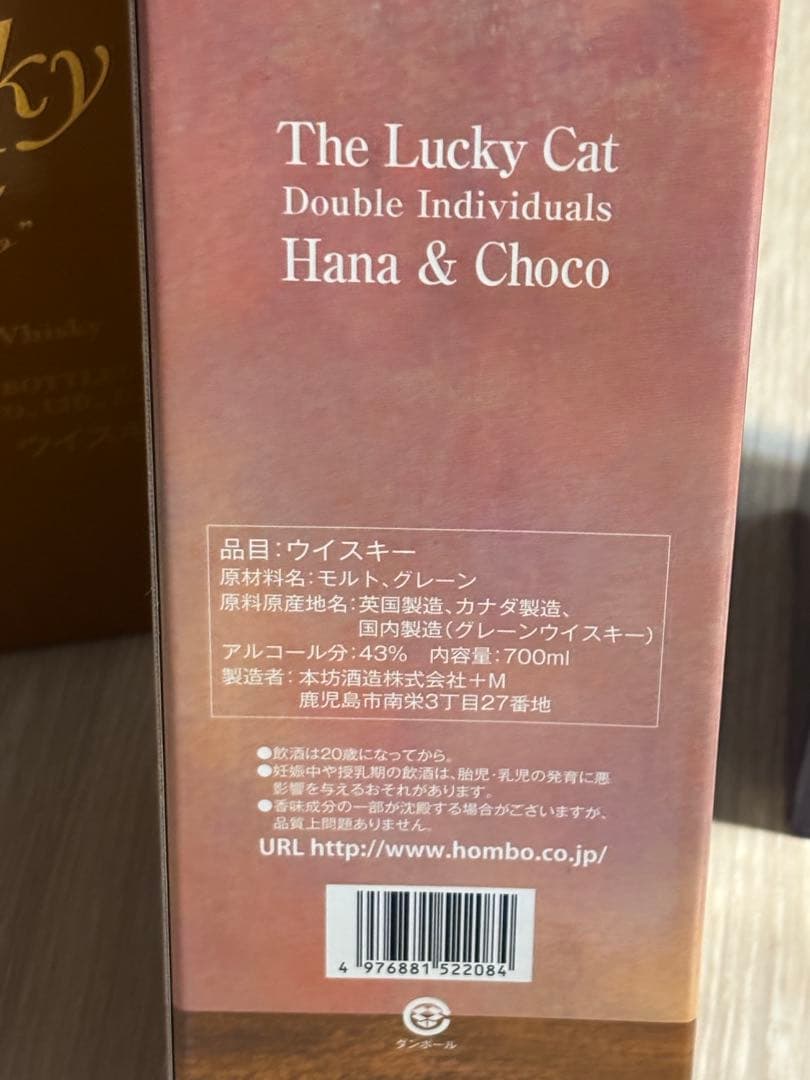 ky
Whisky
The Lucky Cat
Double Individuals
Hana & Choco
品目：ウイスキー
原材料名：モルト、グレーン
原料原産地名：英国製造、カナダ製造、
国内製造（グレーンウイスキー）
アルコール分：43% 内容量：700ml
製造者：本坊酒造株式会社＋M
鹿児島市南栄3丁目27番地
●飲酒は20歳になってから。
●妊娠中や授乳期の飲酒は、胎児・乳児の発育に悪
影響を与えるおそれがあります。
●香味成分の一部が沈殿する場合がございますが、
品質上問題ありません。
URL http://www.hombo.co.jp/
4 976881 522084
ダンボール